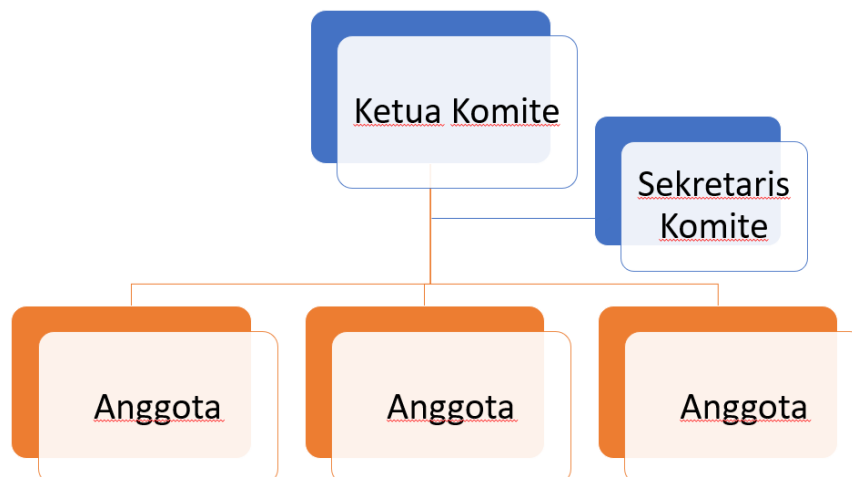 Ketua Komite
Sekretaris
Komite
Anggota
Anggota
Anggota